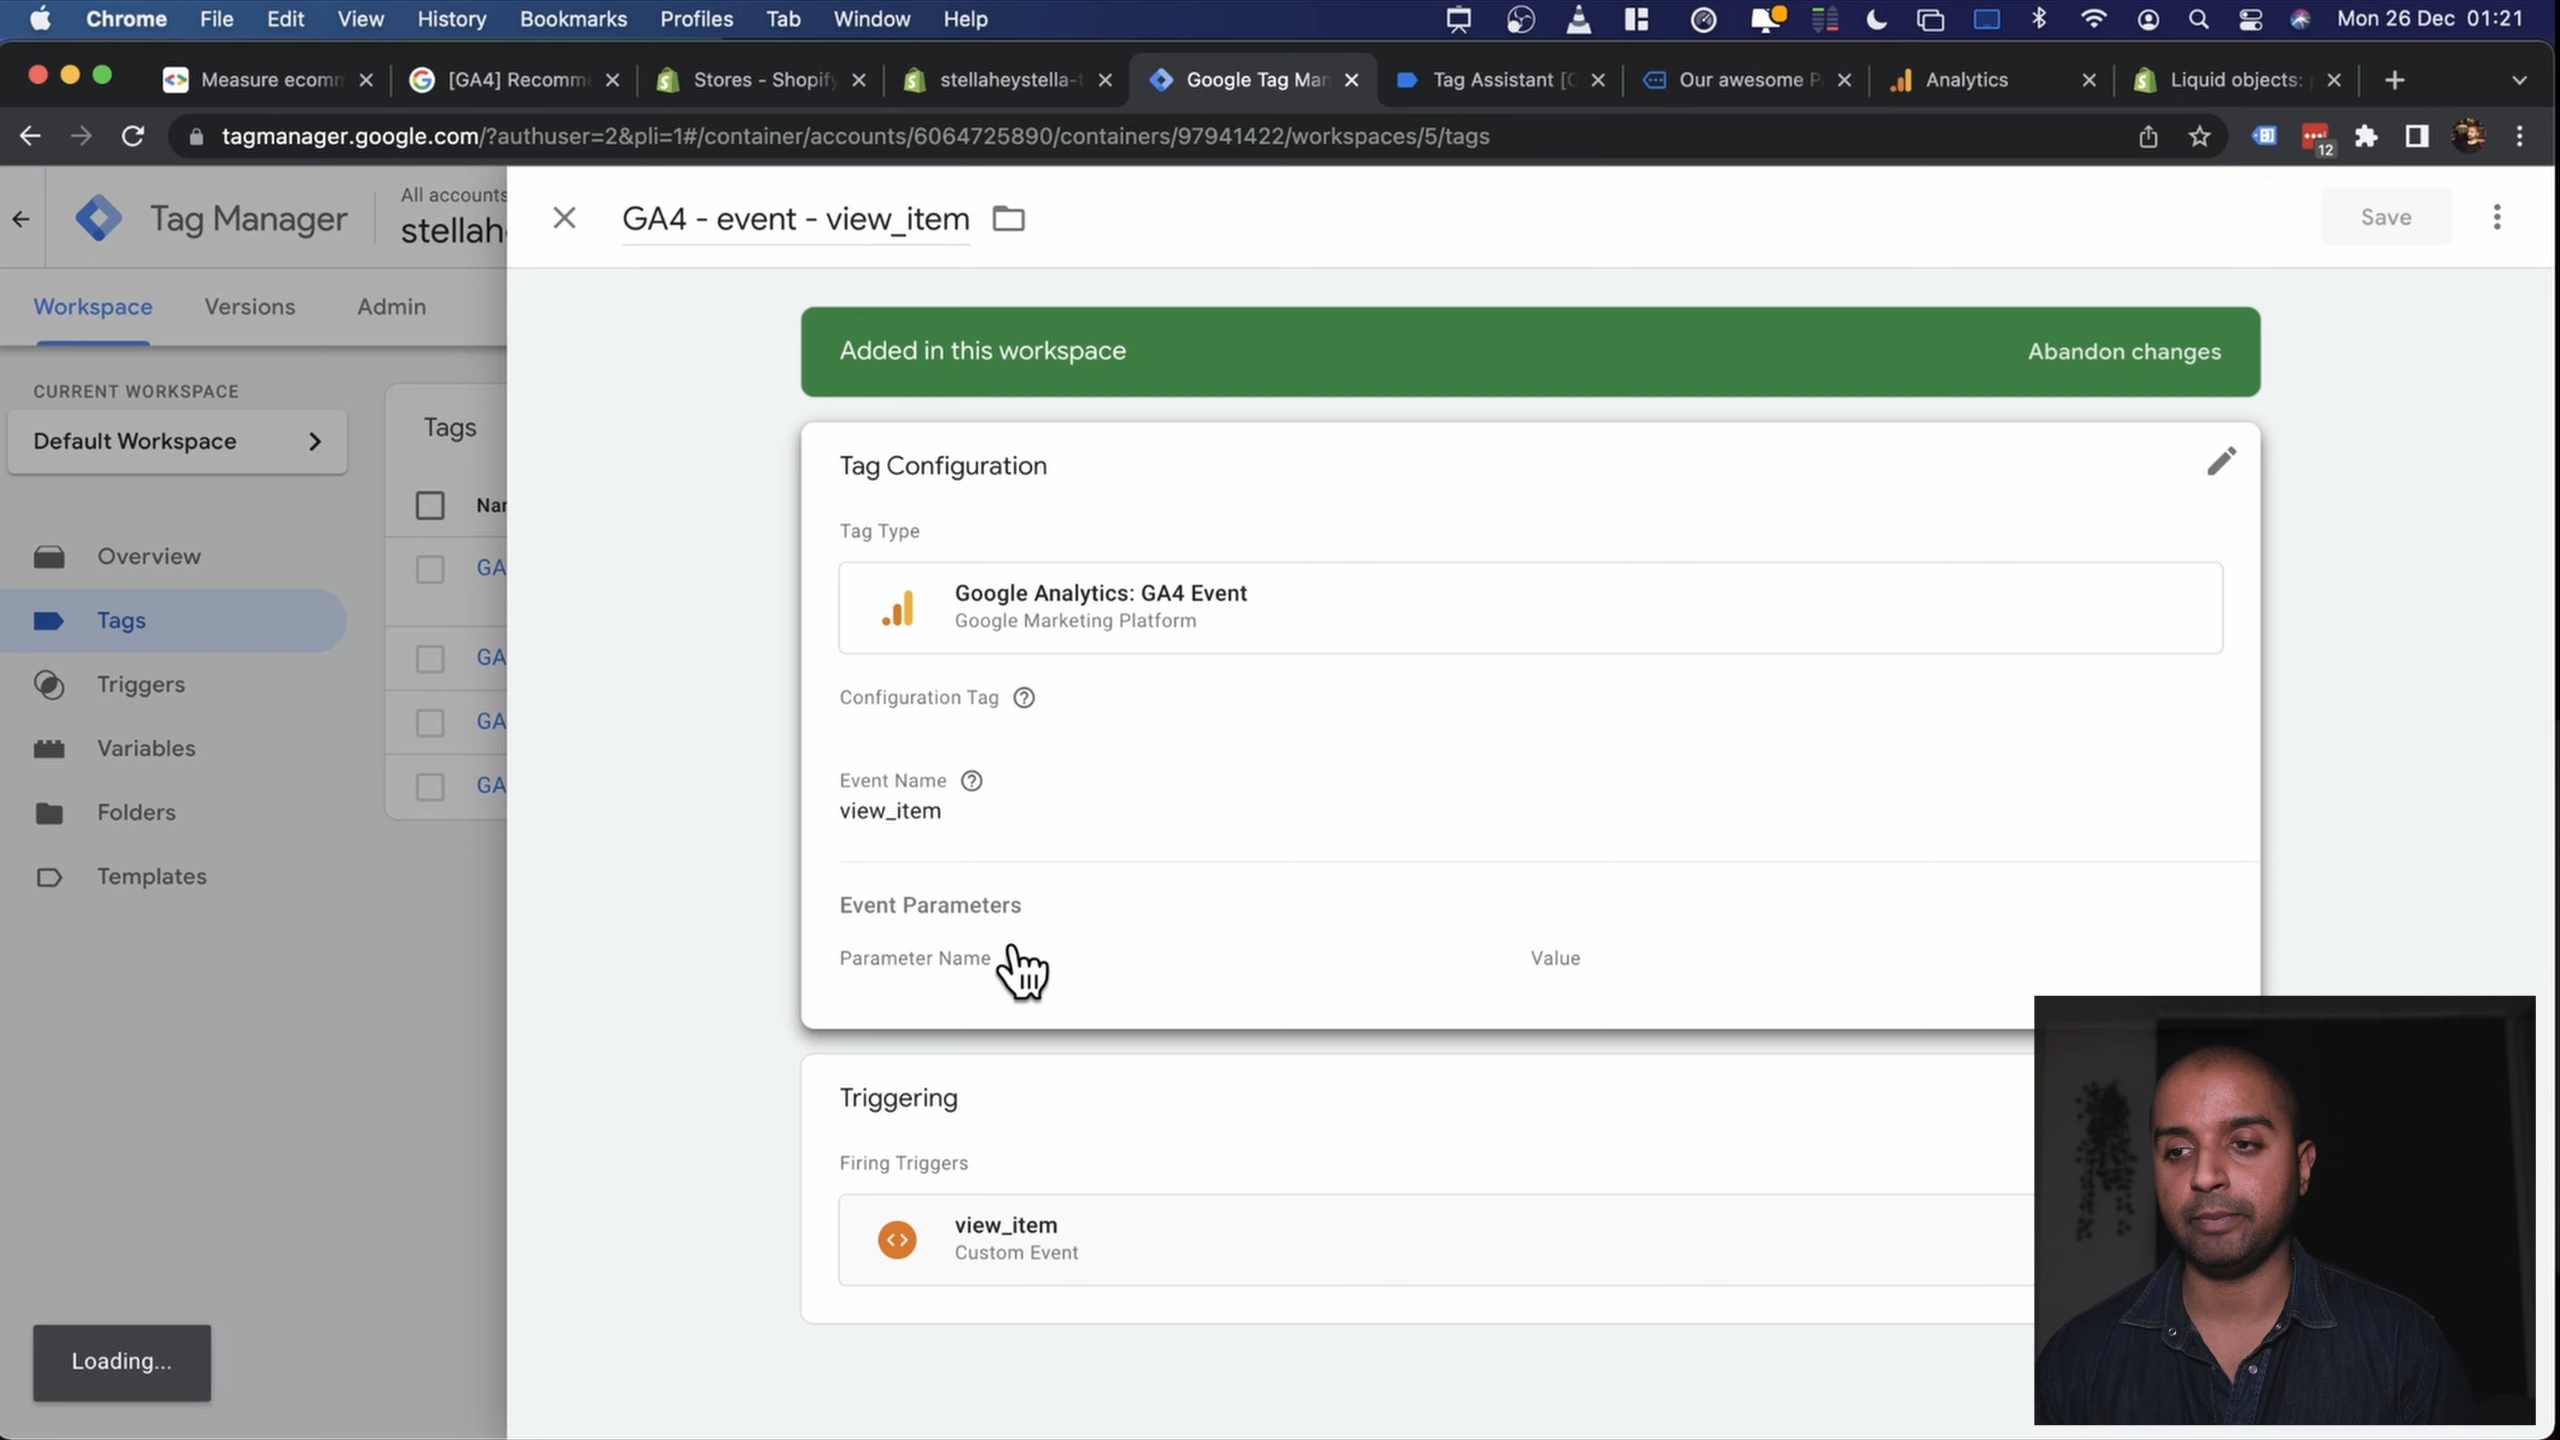 Chrome File Edit View History Bookmarks Profiles Tab Window Help Mon 26 Dec 01:21
Measure ecomm [GA4] Recomme Stores - Shopify stellaheystella-t Google Tag Man Tag Assistant [C Our awesome P Analytics Liquid objects: p
tagmanager.google.com/?authuser=2&pli=1#/container/accounts/6064725890/containers/97941422/workspaces/5/tags
12
Tag Manager
All accounts
stellahe
GA4 - event - view_item
Save
Workspace Versions Admin
Added in this workspace
Abandon changes
CURRENT WORKSPACE
Default Workspace
Overview
Tags
Triggers
Variables
Folders
Templates
Tags
Nar
GA
GA
GA
GA
Tag Configuration
Tag Type
Google Analytics: GA4 Event
Google Marketing Platform
Configuration Tag
Event Name
view_item
Event Parameters
Parameter Name
Value
Triggering
Firing Triggers
view_item
Custom Event
Loading...